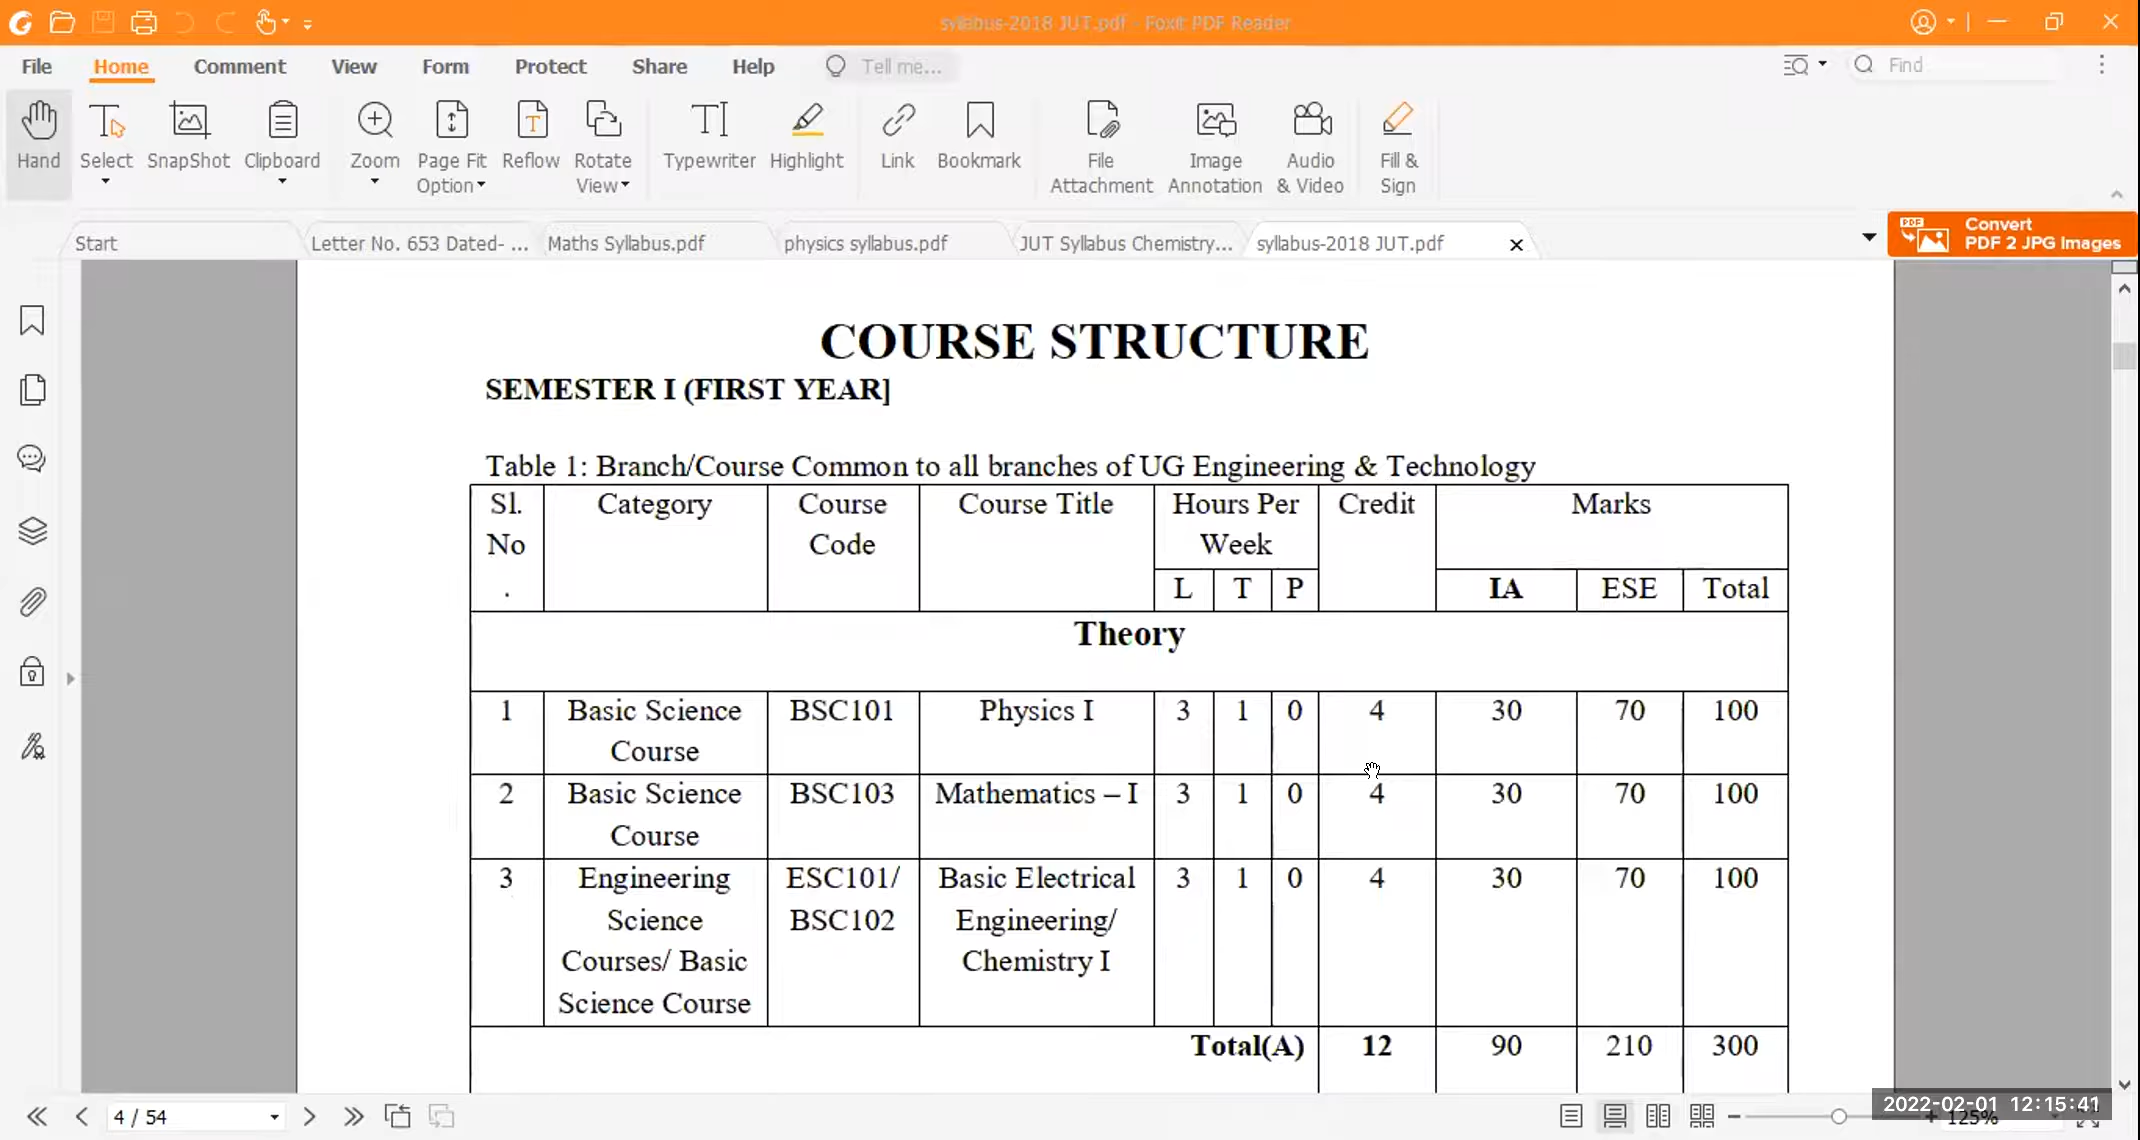 syllabus-2018 JUT.pdf - Foxit PDF Reader
File Home Comment View Form Protect Share Help Tell me... Find
Hand Select SnapShot Clipboard Zoom Page Fit Option Reflow Rotate View Typewriter Highlight Link Bookmark File Attachment Image Annotation Audio & Video Fill & Sign
Start Letter No. 653 Dated- ... Maths Syllabus.pdf physics syllabus.pdf JUT Syllabus Chemistry... syllabus-2018 JUT.pdf
PDF Convert
PDF 2 JPG Images
COURSE STRUCTURE
SEMESTER I (FIRST YEAR]
Table 1: Branch/Course Common to all branches of UG Engineering & Technology
Sl. Category Course Course Title Hours Per Credit Marks
No Code Week
. L T P IA ESE Total
Theory
1 Basic Science BSC101 Physics I 3 1 0 4 30 70 100
Course
2 Basic Science BSC103 Mathematics – I 3 1 0 4 30 70 100
Course
3 Engineering ESC101/ Basic Electrical 3 1 0 4 30 70 100
Science BSC102 Engineering/
Courses/ Basic Chemistry I
Science Course
Total(A) 12 90 210 300
4 / 54
2022-02-01 12:15:41
125%